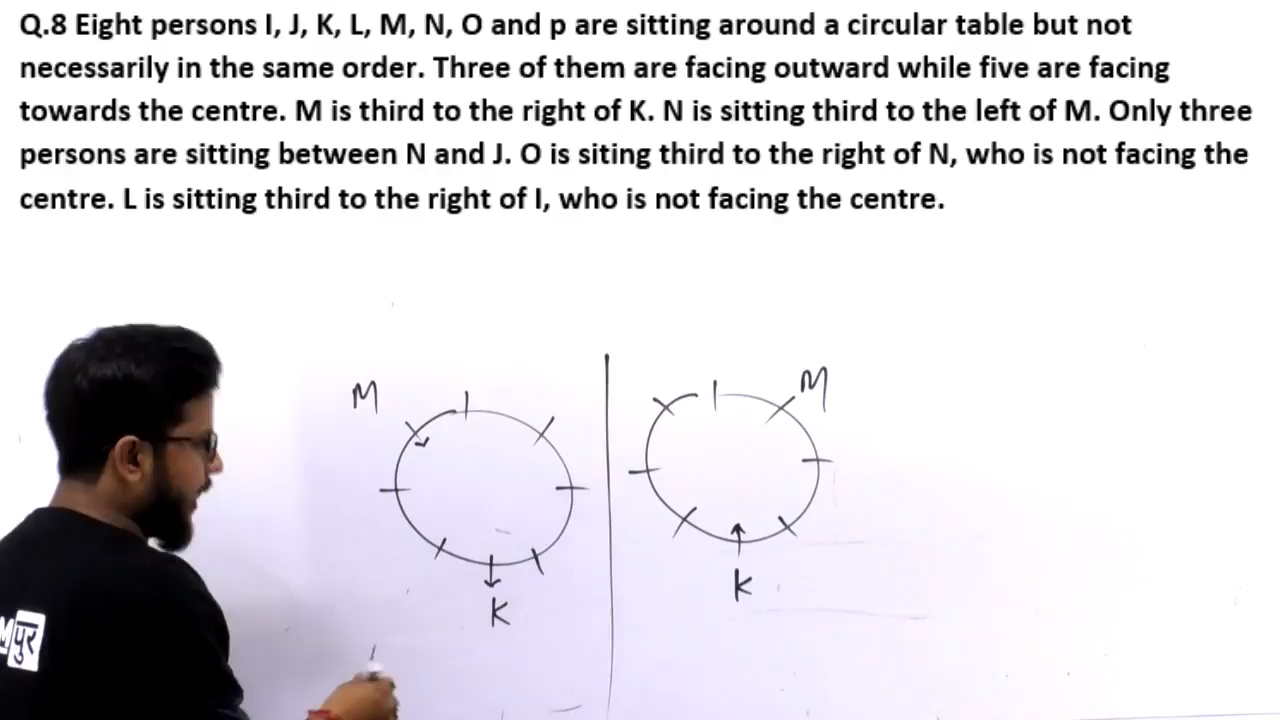 Q.8 Eight persons I, J, K, L, M, N, O and p are sitting around a circular table but not
necessarily in the same order. Three of them are facing outward while five are facing
towards the centre. M is third to the right of K. N is sitting third to the left of M. Only three
persons are sitting between N and J. O is siting third to the right of N, who is not facing the
centre. L is sitting third to the right of I, who is not facing the centre.
M
M
K
K
पुर